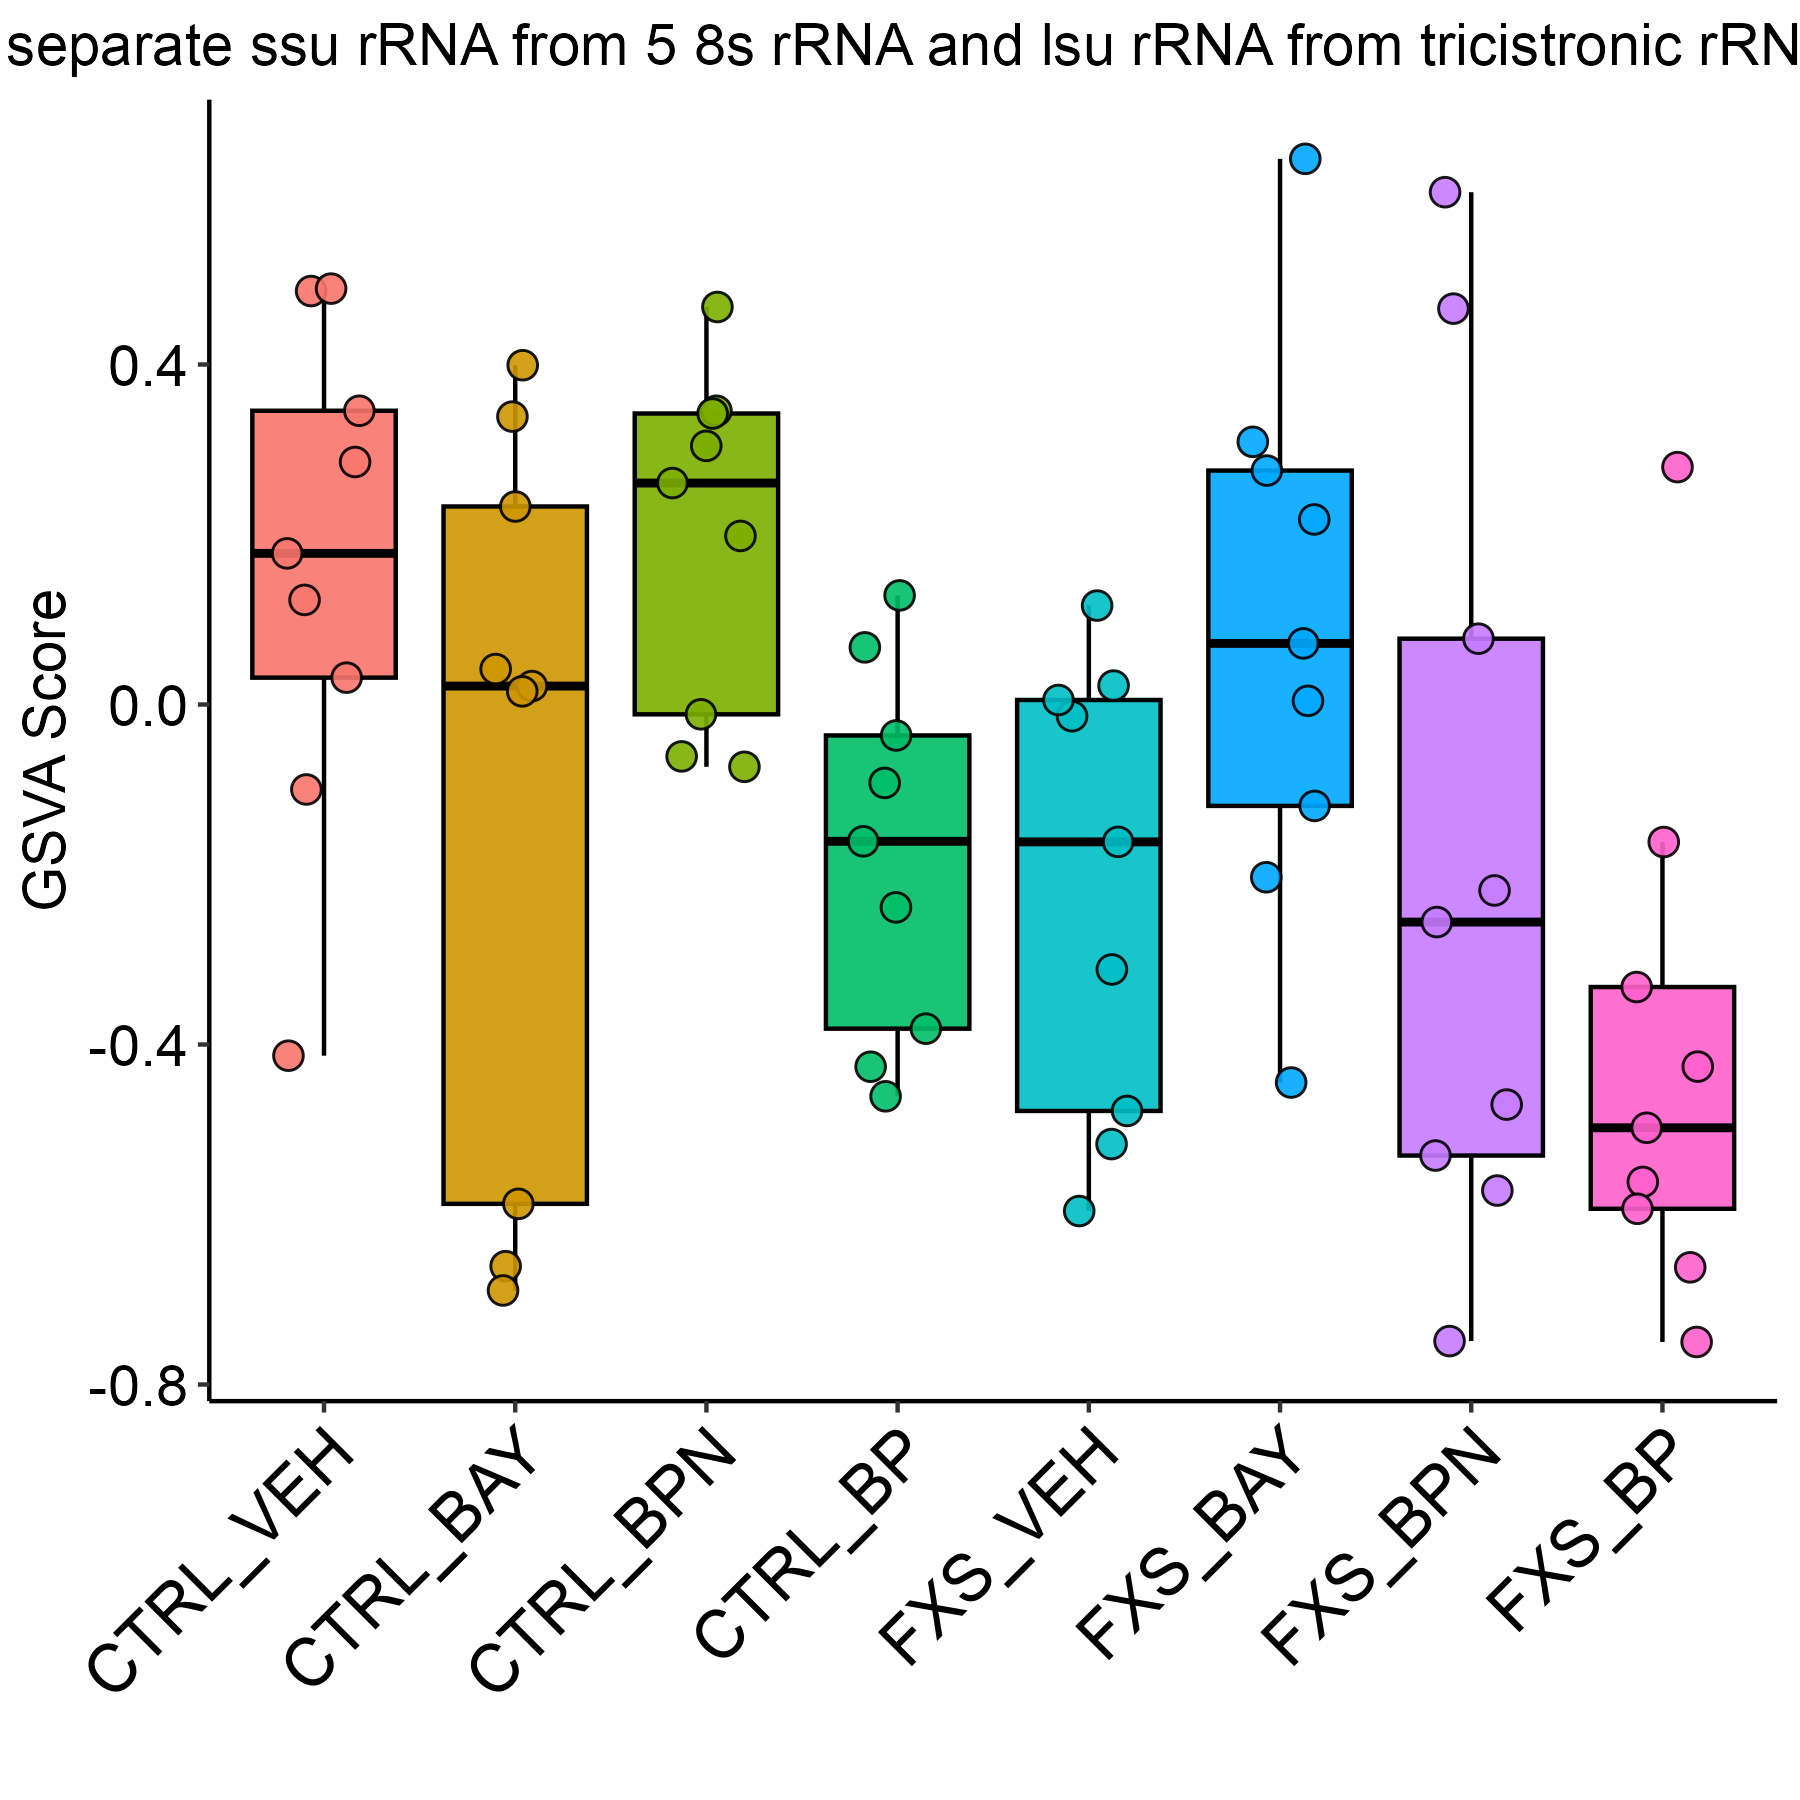 separate ssu rRNA from 5 8s rRNA and lsu rRNA from tricistronic rRN
GSVA Score
0.4
0.0
-0.4
-0.8
CTRL_VEH
CTRL_BAY
CTRL_BPN
CTRL_BP
FXS_VEH
FXS_BAY
FXS_BPN
FXS_BP